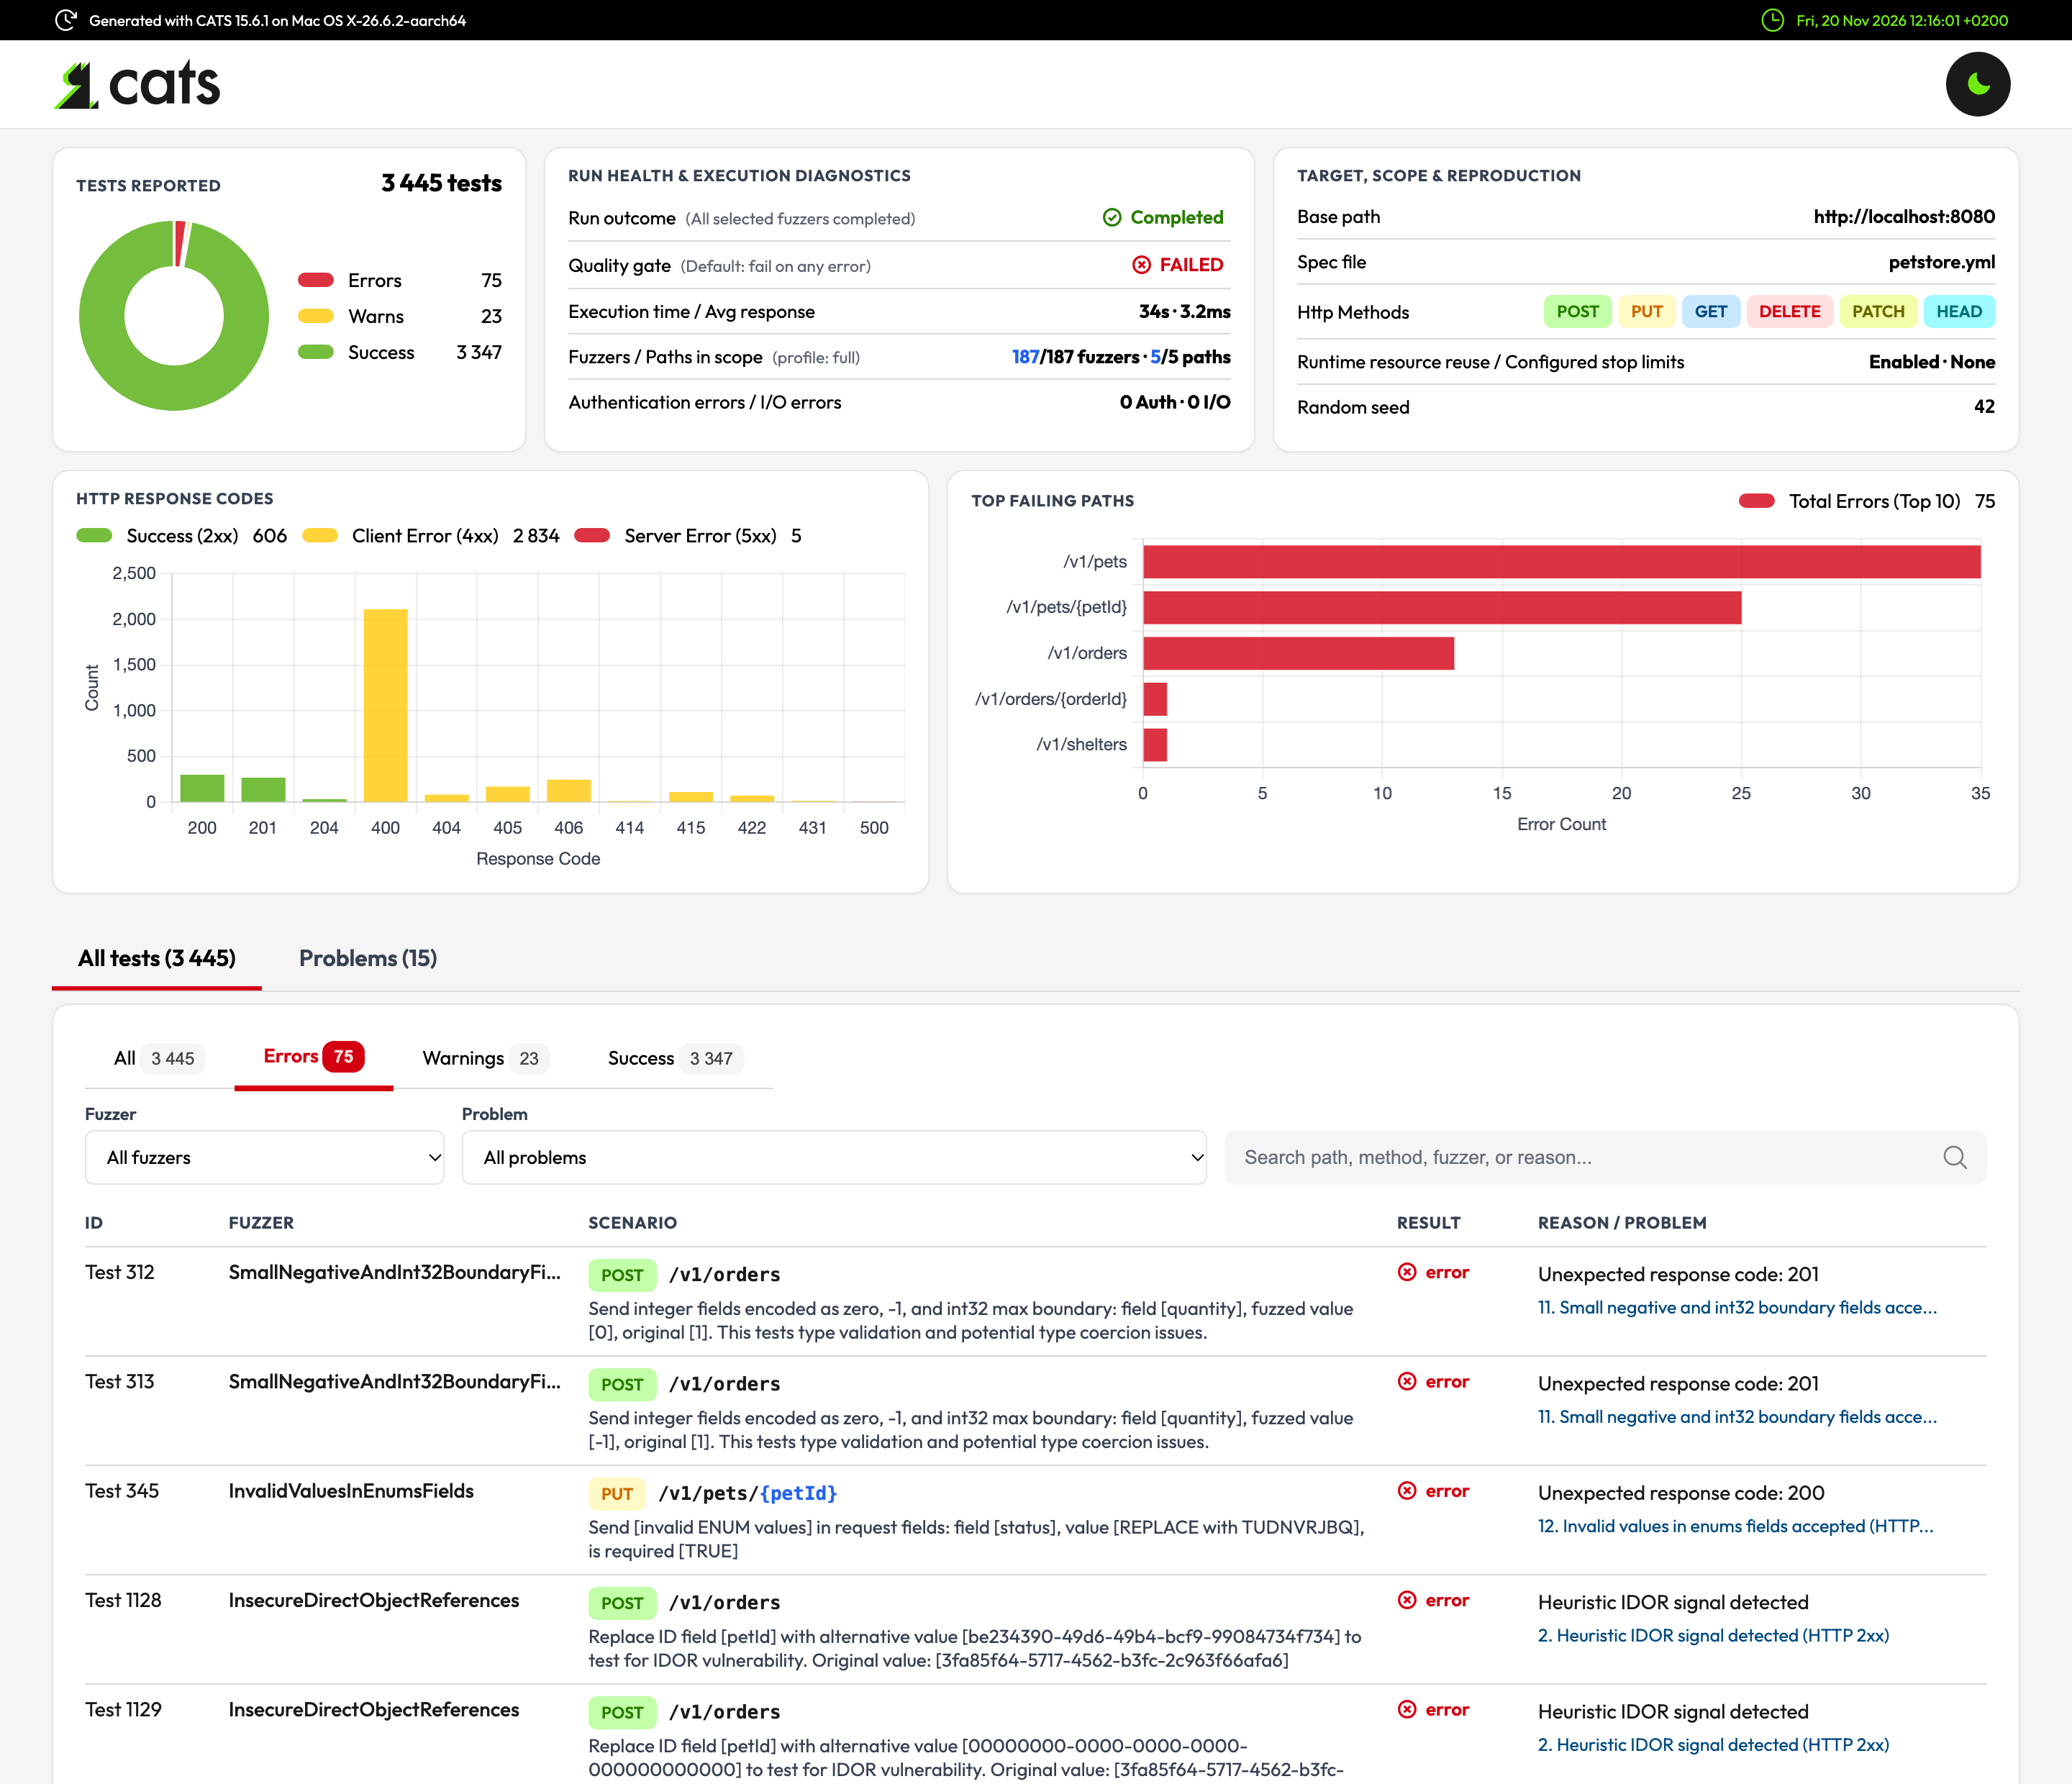 Generated with CATS 15.6.1 on Mac OS X-26.6.2-aarch64
Fri, 20 Nov 2026 12:16:01 +0200
cats
TESTS REPORTED
3 445 tests
Errors 75
Warns 23
Success 3 347
RUN HEALTH & EXECUTION DIAGNOSTICS
Run outcome (All selected fuzzers completed) Completed
Quality gate (Default: fail on any error) FAILED
Execution time / Avg response 34s · 3.2ms
Fuzzers / Paths in scope (profile: full) 187/187 fuzzers · 5/5 paths
Authentication errors / I/O errors 0 Auth · 0 I/O
TARGET, SCOPE & REPRODUCTION
Base path http://localhost:8080
Spec file petstore.yml
Http Methods POST PUT GET DELETE PATCH HEAD
Runtime resource reuse / Configured stop limits Enabled · None
Random seed 42
HTTP RESPONSE CODES
Success (2xx) 606 Client Error (4xx) 2 834 Server Error (5xx) 5
2,500
2,000
1,500
1,000
500
0
Count
200 201 204 400 404 405 406 414 415 422 431 500
Response Code
TOP FAILING PATHS
Total Errors (Top 10) 75
/v1/pets
/v1/pets/{petId}
/v1/orders
/v1/orders/{orderId}
/v1/shelters
0 5 10 15 20 25 30 35
Error Count
All tests (3 445) Problems (15)
All 3 445 Errors 75 Warnings 23 Success 3 347
Fuzzer Problem
All fuzzers All problems Search path, method, fuzzer, or reason...
ID FUZZER SCENARIO RESULT REASON / PROBLEM
Test 312 SmallNegativeAndInt32BoundaryFi... POST /v1/orders error Unexpected response code: 201
Send integer fields encoded as zero, -1, and int32 max boundary: field [quantity], fuzzed value 11. Small negative and int32 boundary fields acce...
[0], original [1]. This tests type validation and potential type coercion issues.
Test 313 SmallNegativeAndInt32BoundaryFi... POST /v1/orders error Unexpected response code: 201
Send integer fields encoded as zero, -1, and int32 max boundary: field [quantity], fuzzed value 11. Small negative and int32 boundary fields acce...
[-1], original [1]. This tests type validation and potential type coercion issues.
Test 345 InvalidValuesInEnumsFields PUT /v1/pets/{petId} error Unexpected response code: 200
Send [invalid ENUM values] in request fields: field [status], value [REPLACE with TUDNVRJBQ], 12. Invalid values in enums fields accepted (HTTP...
is required [TRUE]
Test 1128 InsecureDirectObjectReferences POST /v1/orders error Heuristic IDOR signal detected
Replace ID field [petId] with alternative value [be234390-49d6-49b4-bcf9-99084734f734] to 2. Heuristic IDOR signal detected (HTTP 2xx)
test for IDOR vulnerability. Original value: [3fa85f64-5717-4562-b3fc-2c963f66afa6]
Test 1129 InsecureDirectObjectReferences POST /v1/orders error Heuristic IDOR signal detected
Replace ID field [petId] with alternative value [00000000-0000-0000-0000- 2. Heuristic IDOR signal detected (HTTP 2xx)
000000000000] to test for IDOR vulnerability. Original value: [3fa85f64-5717-4562-b3fc-